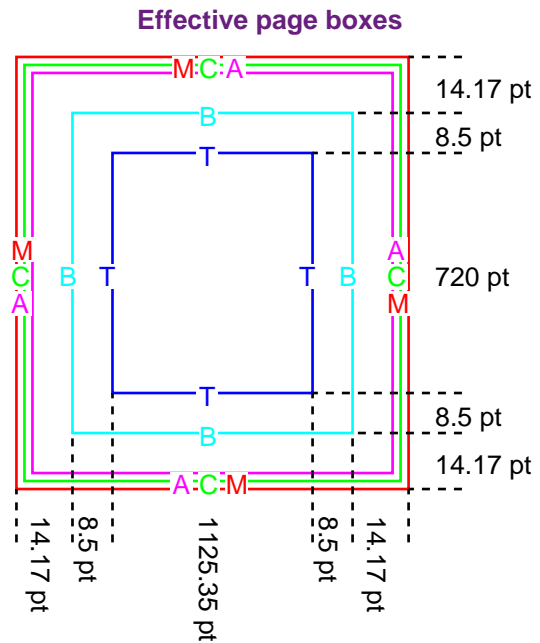 Effective page boxes
M C A
14.17 pt
B
8.5 pt
T
M
C
A
B
T
T
B
A
C
M
720 pt
T
8.5 pt
B
14.17 pt
A C M
14.17 pt
8.5 pt
1125.35 pt
8.5 pt
14.17 pt